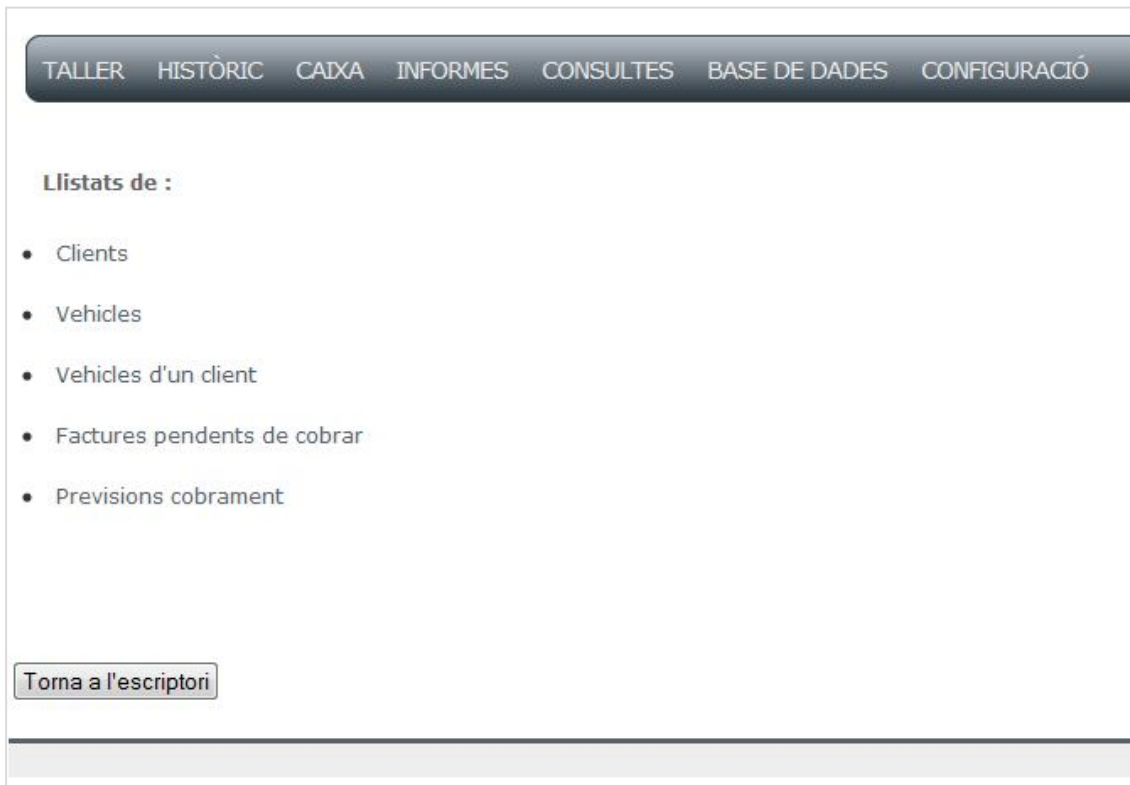 TALLER HISTÒRIC CAIXA INFORMES CONSULTES BASE DE DADES CONFIGURACIÓ
Llistats de :
Clients
Vehicles
Vehicles d'un client
Factures pendents de cobrar
Previsions cobrament
Torna a l'escriptori